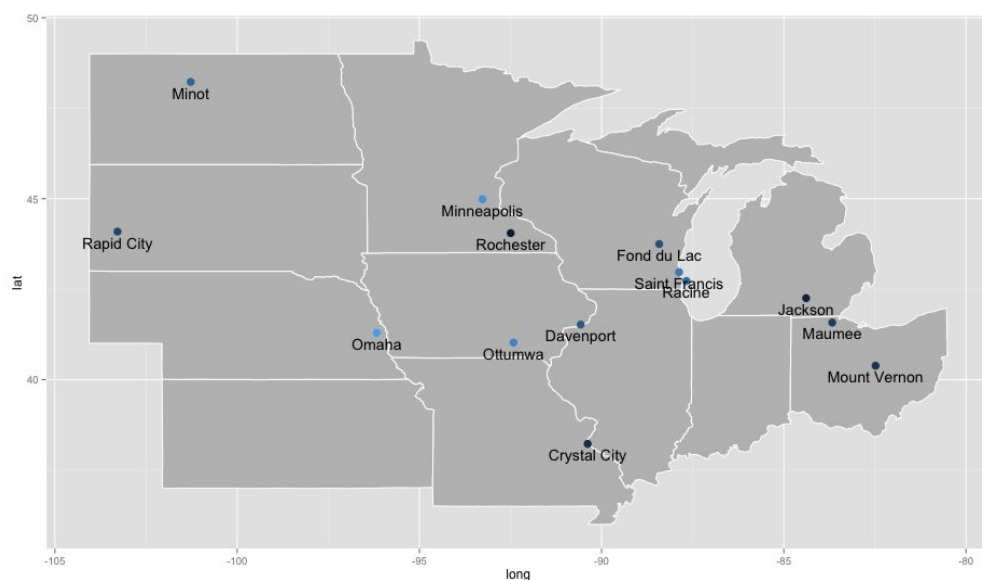 50
Minot
45
Minneapolis
Rapid City
Rochester
Fond du Lac
Saint Francis
Racine
lat
Jackson
Maumee
Davenport
Omaha
Ottumwa
40
Mount Vernon
Crystal City
-105
-100
-95
-90
-85
-80
long